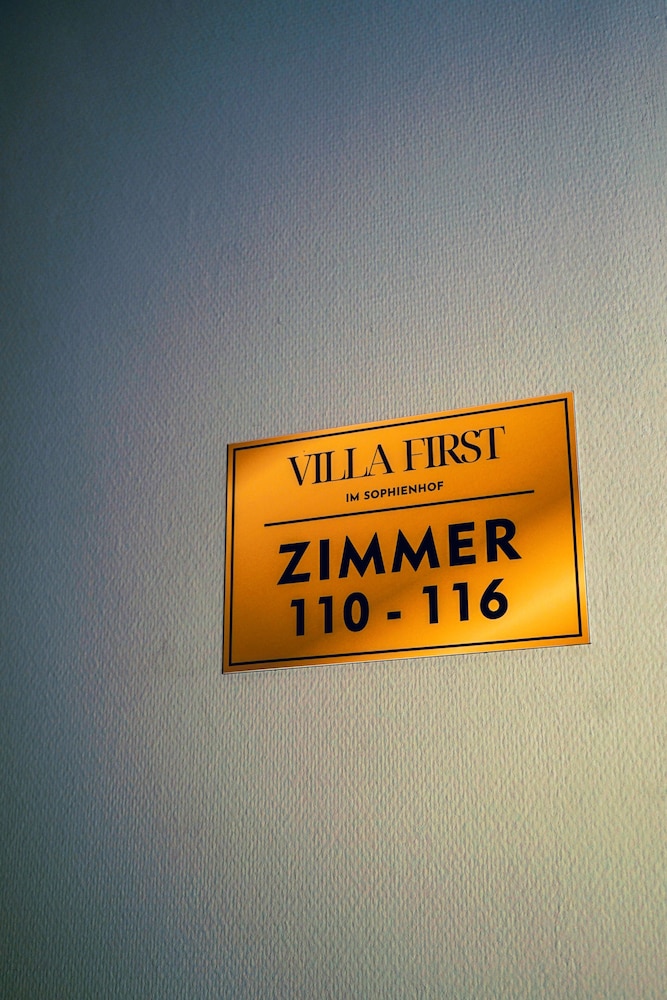 VILLA FIRST
IM SOPHIENHOF
ZIMMER
110 - 116